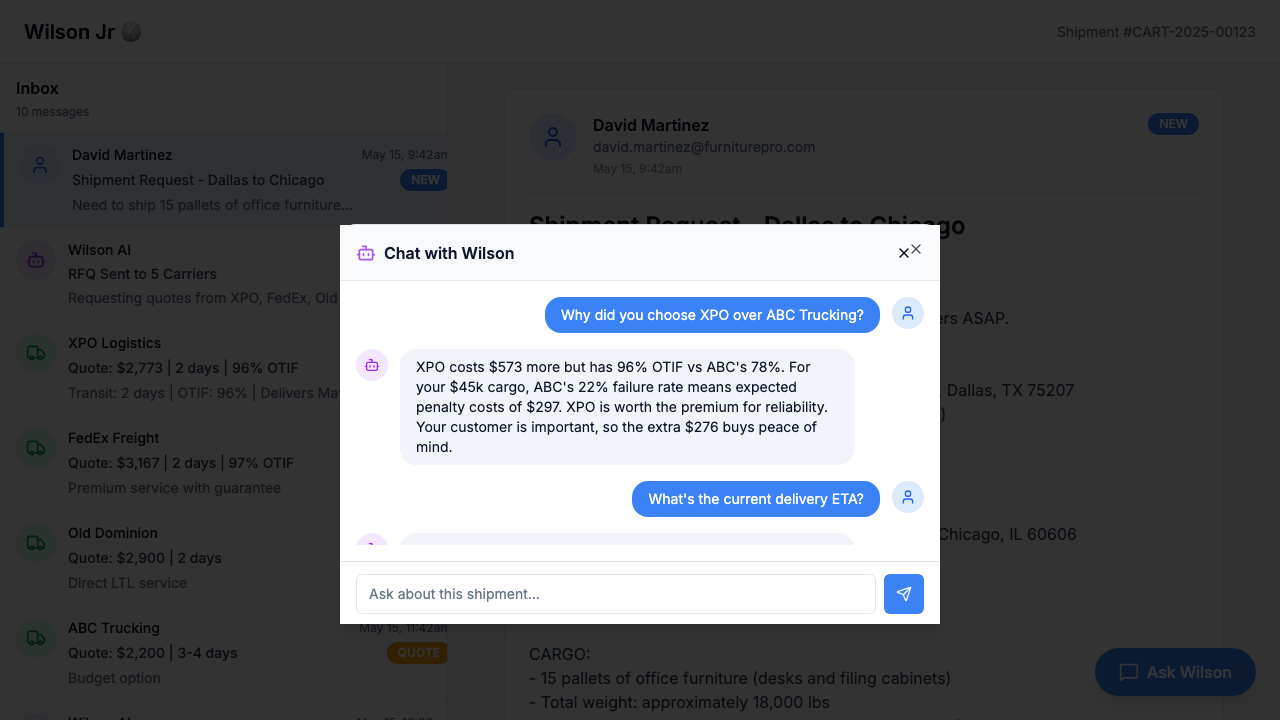 Wilson Jr
Shipment #CART-2025-00123
Inbox
10 messages
David Martinez
May 15, 9:42am
Shipment Request - Dallas to Chicago
NEW
Need to ship 15 pallets of office furniture...
Wilson AI
RFQ Sent to 5 Carriers
Requesting quotes from XPO, FedEx, Old
XPO Logistics
Quote: $2,773 | 2 days | 96% OTIF
Transit: 2 days | OTIF: 96% | Delivers May
FedEx Freight
Quote: $3,167 | 2 days | 97% OTIF
Premium service with guarantee
Old Dominion
Quote: $2,900 | 2 days
Direct LTL service
ABC Trucking
May 15, 11:42am
Quote: $2,200 | 3-4 days
QUOTE
Budget option
David Martinez
NEW
david.martinez@furniturepro.com
May 15, 9:42am
Shipment Request - Dallas to Chicago
ers ASAP.
, Dallas, TX 75207
)
Chicago, IL 60606
CARGO:
- 15 pallets of office furniture (desks and filing cabinets)
- Total weight: approximately 18,000 lbs
Chat with Wilson
Why did you choose XPO over ABC Trucking?
XPO costs $573 more but has 96% OTIF vs ABC's 78%. For
your $45k cargo, ABC's 22% failure rate means expected
penalty costs of $297. XPO is worth the premium for reliability.
Your customer is important, so the extra $276 buys peace of
mind.
What's the current delivery ETA?
Ask about this shipment...
Ask Wilson